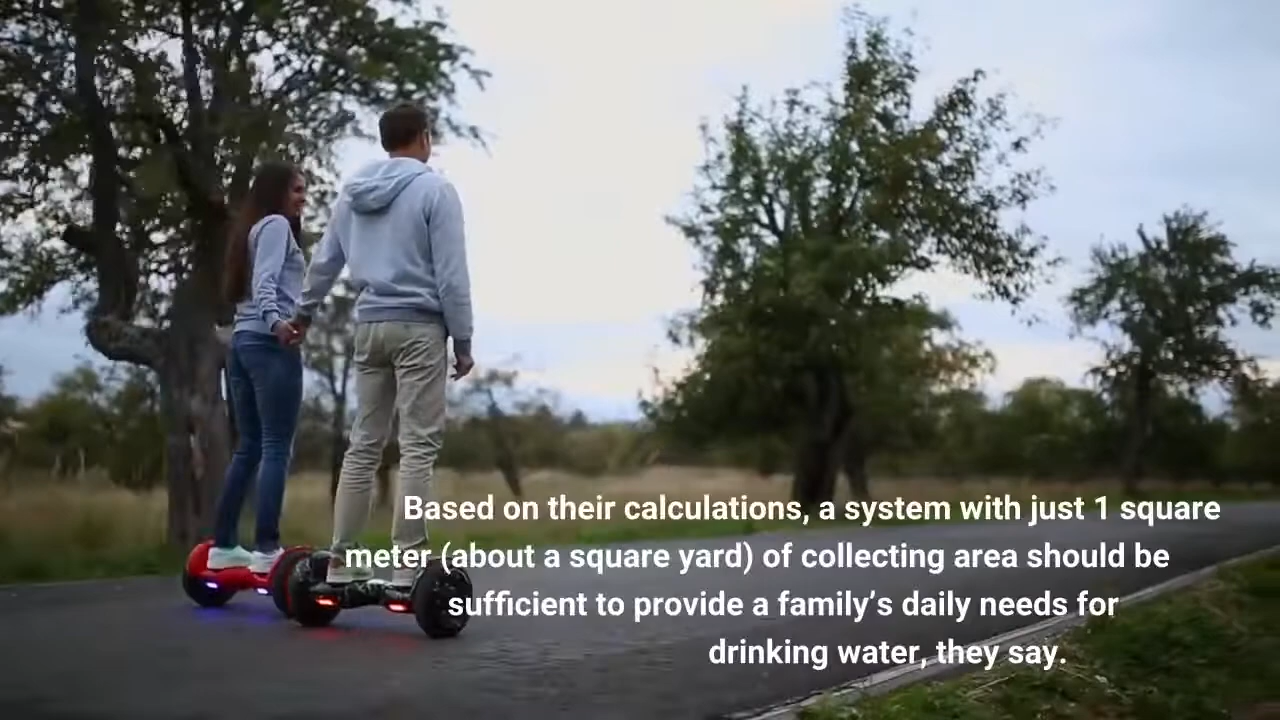 Based on their calculations, a system with just 1 square
meter (about a square yard) of collecting area should be
sufficient to provide a family’s daily needs for
drinking water, they say.